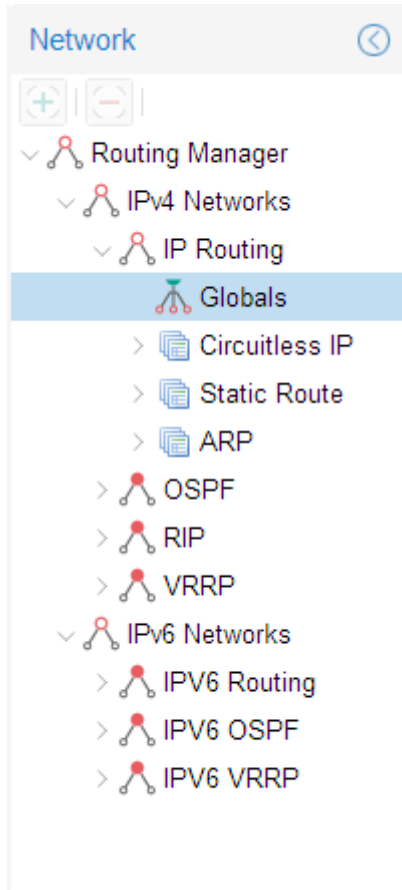 Network
Routing Manager
IPv4 Networks
IP Routing
Globals
Circuitless IP
Static Route
ARP
OSPF
RIP
VRRP
IPv6 Networks
IPV6 Routing
IPV6 OSPF
IPV6 VRRP